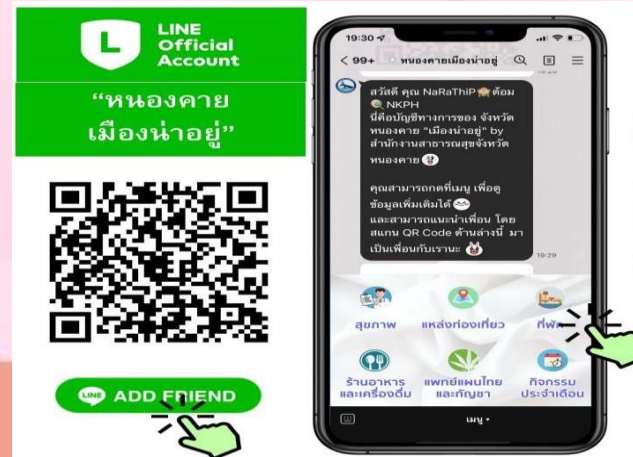 L
LINE
Official
Account
“หนองคาย
เมืองน่าอยู่”
LINE
ADD FRIEND
19:30
99+
หนองคายเมืองน่าอยู่
สวัสดี คุณ NaRaThiP🙈ต้อม
NKPH
นี่คือบัญชีทางการของ จังหวัด
หนองคาย "เมืองน่าอยู่" by
สำนักงานสาธารณสุขจังหวัด
หนองคาย
คุณสามารถกดที่เมนู เพื่อดู
ข้อมูลเพิ่มเติมได้
และสามารถแนะนำเพื่อน โดย
สแกน QR Code ด้านล่างนี้ มา
เป็นเพื่อนกับเรานะ
19:29
สุขภาพ
แหล่งท่องเที่ยว
ที่พัก
ร้านอาหาร
และเครื่องดื่ม
แพทย์แผนไทย
และกัญชา
กิจกรรม
ประจำเดือน
เมนู